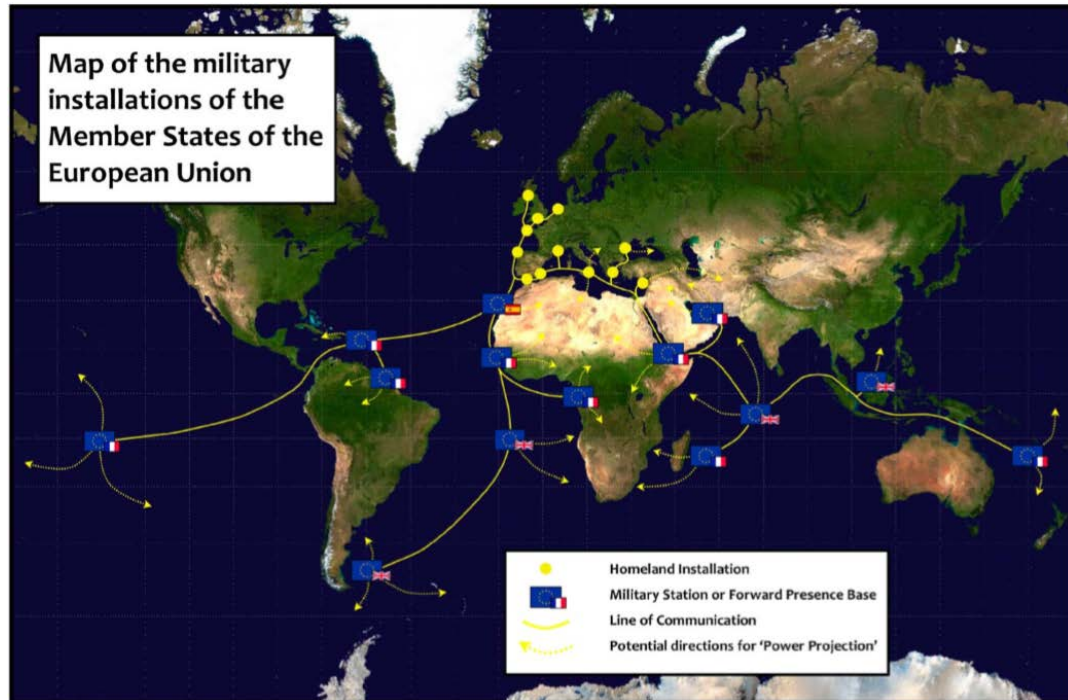 Map of the military
installations of the
Member States of the
European Union
Homeland Installation
Military Station or Forward Presence Base
Line of Communication
Potential directions for ‘Power Projection’